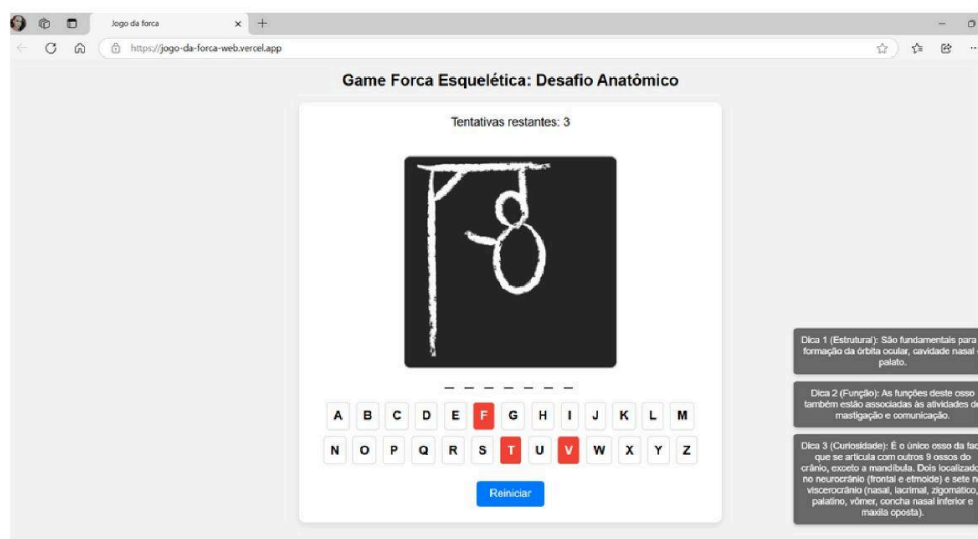 Jogo da forca
https://jogo-da-forca-web.vercel.app
Game Forca Esquelética: Desafio Anatômico
Tentativas restantes: 3
_ _ _ _ _ _ _
A B C D E F G H I J K L M
N O P Q R S T U V W X Y Z
Reiniciar
Dica 1 (Estrutural): São fundamentais para
formação da órbita ocular, cavidade nasal
palato.
Dica 2 (Função): As funções deste osso
também estão associadas às atividades de
mastigação e comunicação.
Dica 3 (Curiosidade): É o único osso da fac
que se articula com outros 9 ossos do
crânio, exceto a mandíbula. Dois localizado
no neurocrânio (frontal e etmoide) e sete n
viscerocrânio (nasal, lacrimal, zigomático,
palatino, vômer, concha nasal inferior e
maxila oposta).